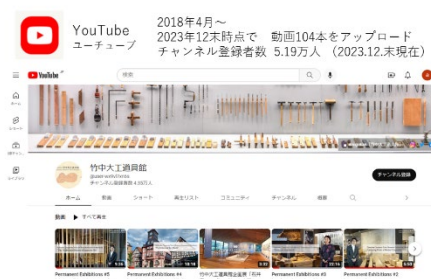 YouTube
ユーチューブ
2018年4月～
2023年12末時点で 動画104本をアップロード
チャンネル登録者数 5.19万人 （2023.12.末現在）
YouTube
検索
ホーム
竹中大工道具館
チャンネル登録
ホーム 動画 ショート 再生リスト コミュニティ チャンネル 概要
動画 ▶ すべて再生
Permanent Exhibitions #5
Permanent Exhibitions #4
Permanent Exhibitions #3
Permanent Exhibitions #2